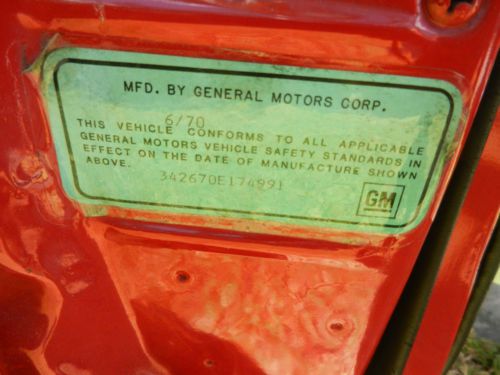 MFD. BY GENERAL MOTORS CORP.
6/70
THIS VEHICLE CONFORMS TO ALL APPLICABLE
GENERAL MOTORS VEHICLE SAFETY STANDARDS IN
EFFECT ON THE DATE OF MANUFACTURE SHOWN
ABOVE.
342670E174991
GM